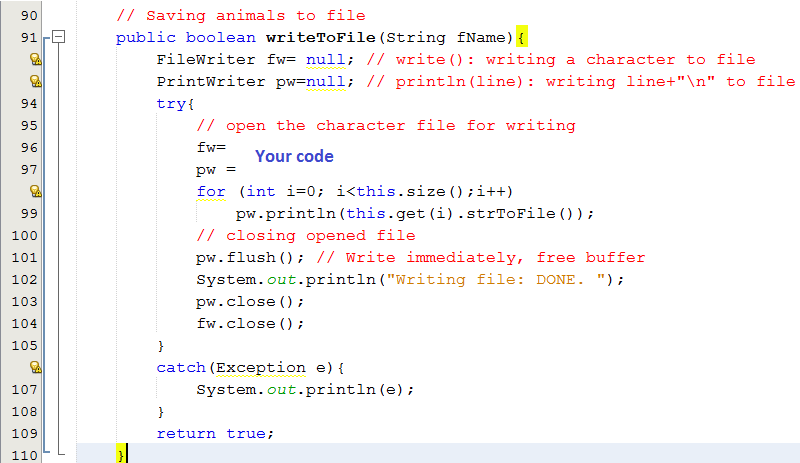 90 // Saving animals to file
91 public boolean writeToFile(String fName){
FileWriter fw= null; // write(): writing a character to file
PrintWriter pw=null; // println(line): writing line+"\n" to file
94 try{
95 // open the character file for writing
96 fw=
Your code
97 pw =
for (int i=0; i<this.size();i++)
99 pw.println(this.get(i).strToFile());
100 // closing opened file
101 pw.flush(); // Write immediately, free buffer
102 System.out.println("Writing file: DONE. ");
103 pw.close();
104 fw.close();
105 }
catch(Exception e){
107 System.out.println(e);
108 }
109 return true;
110 }